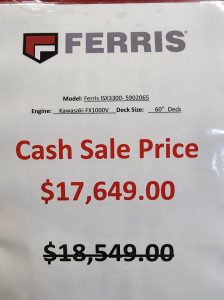 FERRIS®
Model: Ferris ISX3300- 5902065
Engine: Kawasaki FX1000V Deck Size: 60" Deck
Cash Sale Price
$17,649.00
$18,549.00